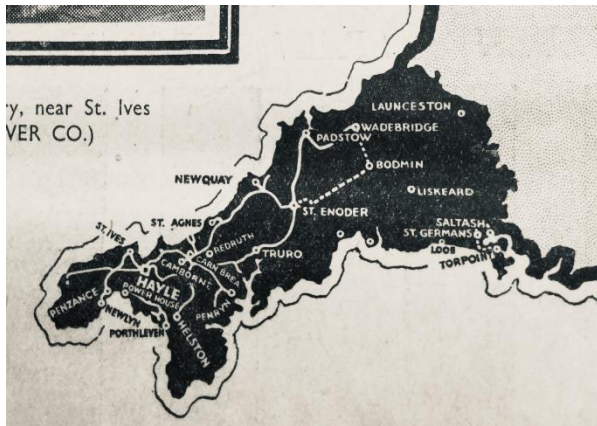 ry, near St. Ives
VER CO.)
LAUNCESTON
WADEBRIDGE
PADSTOW
BODMIN
NEWQUAY
LISKEARD
ST. ENODER
ST. AGNES
SALTASH
ST. GERMANS
ST. IVES
REDRUTH
TRURO
LOOE
TORPOINT
CAMBORNE
CARN BREA
HAYLE
POWER HOUSE
PENZANCE
PENRYN
NEWLYN
PORTHLEVEN
HELSTON